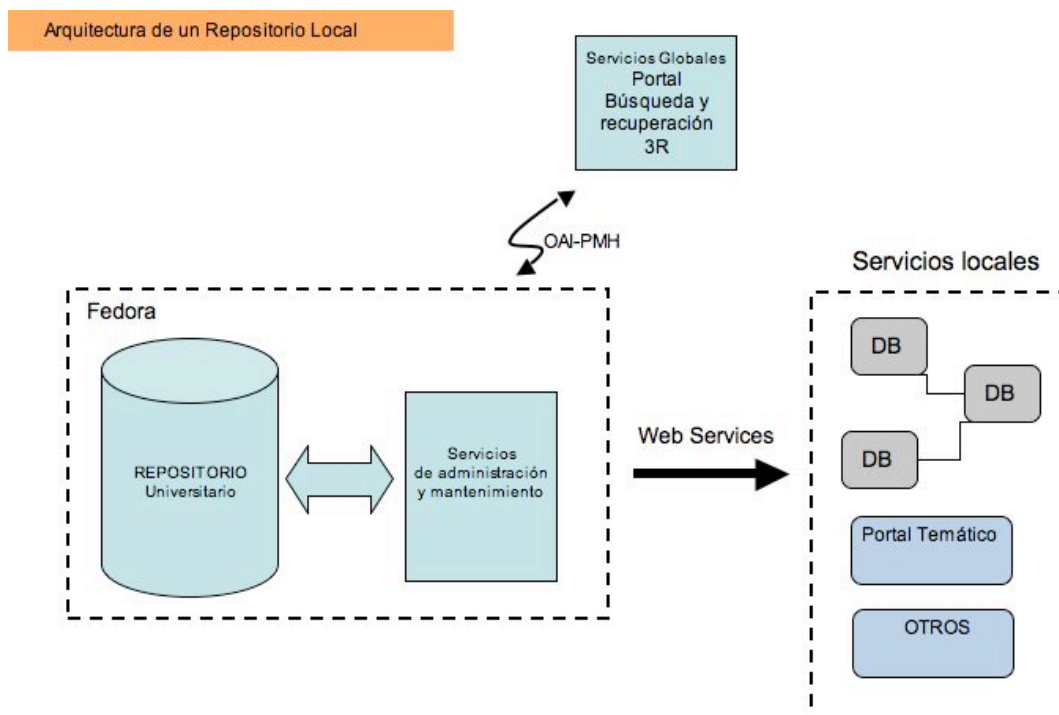 Arquitectura de un Repositorio Local
Servicios Globales
Portal
Búsqueda y
recuperación
3R
OAI-PMH
Servicios locales
Fedora
DB
DB
DB
REPOSITORIO
Universitario
Servicios
de administración
y mantenimiento
Web Services
Portal Temático
OTROS